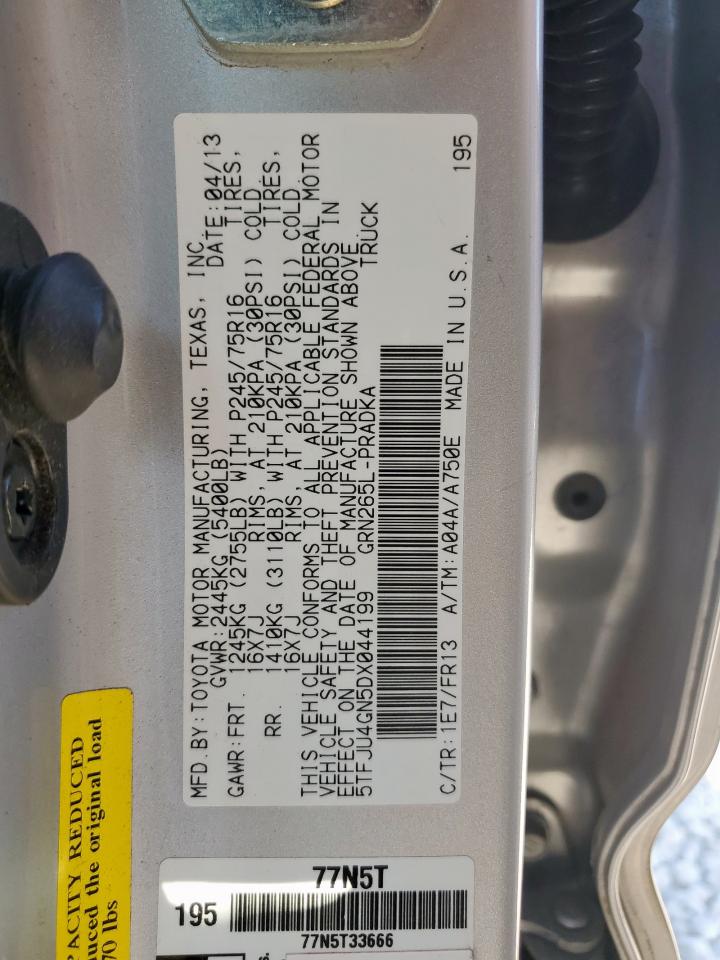 MFD.BY:TOYOTA MOTOR MANUFACTURING, TEXAS, INC.
GVWR:2445KG (5400LB) DATE:04/13
GAWR:FRT. 1245KG (2755LB) WITH P245/75R16 TIRES,
16X7J RIMS, AT 210KPA (30PSI) COLD.
RR. 1410KG (3110LB) WITH P245/75R16 TIRES,
16X7J RIMS, AT 210KPA (30PSI) COLD.
THIS VEHICLE CONFORMS TO ALL APPLICABLE FEDERAL MOTOR
VEHICLE SAFETY AND THEFT PREVENTION STANDARDS IN
EFFECT ON THE DATE OF MANUFACTURE SHOWN ABOVE.
5TFJU4GN5DX044199 GRN265L-PRADKA TRUCK
C/TR:1E7/FR13 A/TM:A04A/A750E MADE IN U.S.A. 195
PACITY REDUCED
duced the original load
70 lbs
77N5T
195
77N5T33666
s.